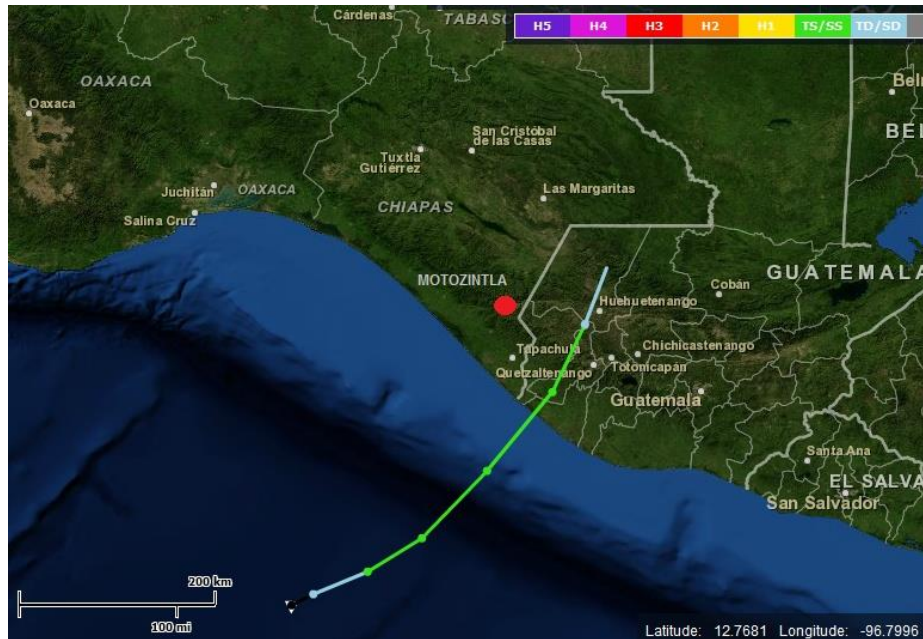 Cárdenas
TABASC
H5 H4 H3 H2 H1 TS/SS TD/SD
OAXACA
Oaxaca
Beln
BEL
San Cristóbal
de las Casas
Tuxtla
Gutiérrez
Juchitán
OAXACA
Las Margaritas
CHIAPAS
Salina Cruz
MOTOZINTLA
GUATEMALA
Cobán
Huehuetenango
Tapachula
Chichicastenango
Quetzaltenango
Totonicapán
Guatemala
Santa Ana
EL SALVA
San Salvador
200 km
100 mi
Latitude: 12.7681 Longitude: -96.7996